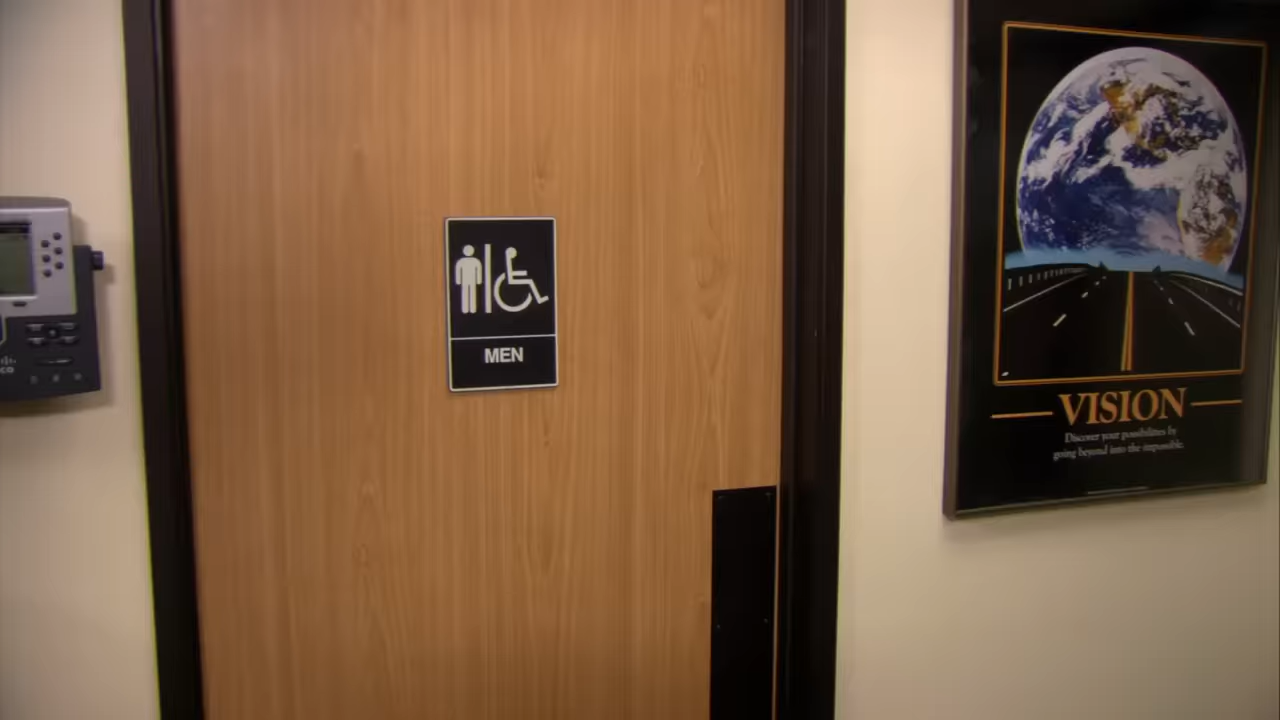 MEN
VISION
Discover your possibilities by
going beyond into the impossible.